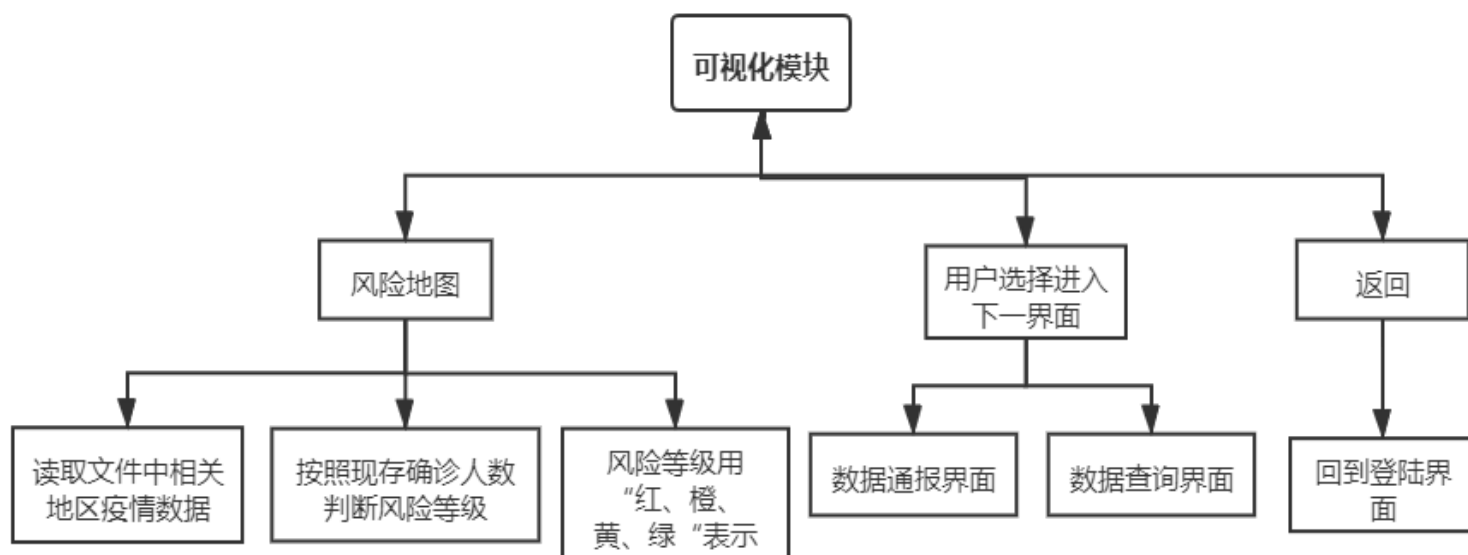 可视化模块
风险地图
用户选择进入
下一界面
返回
读取文件中相关
地区疫情数据
按照现存确诊人数
判断风险等级
风险等级用
“红、橙、
黄、绿“表示
数据通报界面
数据查询界面
回到登陆界
面